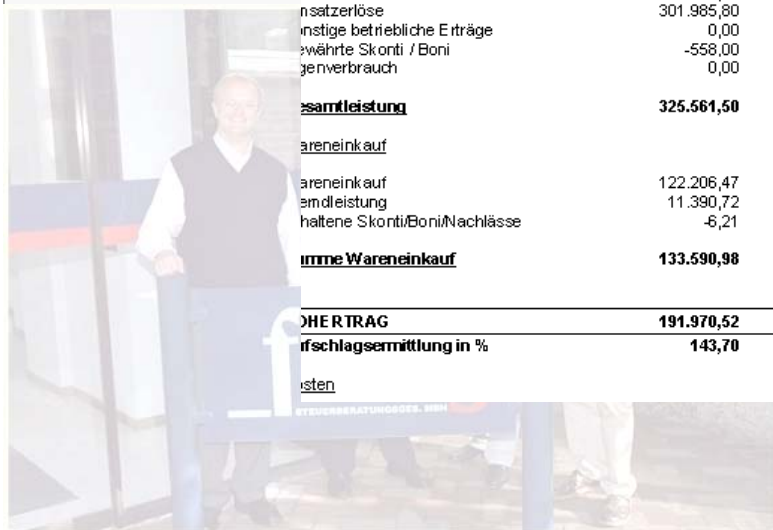 nsatzerlöse 301.985,80
onstige betriebliche Erträge 0,00
ewährte Skonti / Boni -558,00
genverbrauch 0,00
esamtleistung 325.561,50
areneinkauf
areneinkauf 122.206,47
emdleistung 11.390,72
haltene Skonti/Boni/Nachlässe -6,21
umme Wareneinkauf 133.590,98
OHERTRAG 191.970,52
ufschlagsermittlung in % 143,70
osten
f
STEUERBERATUNGSGES. MBH